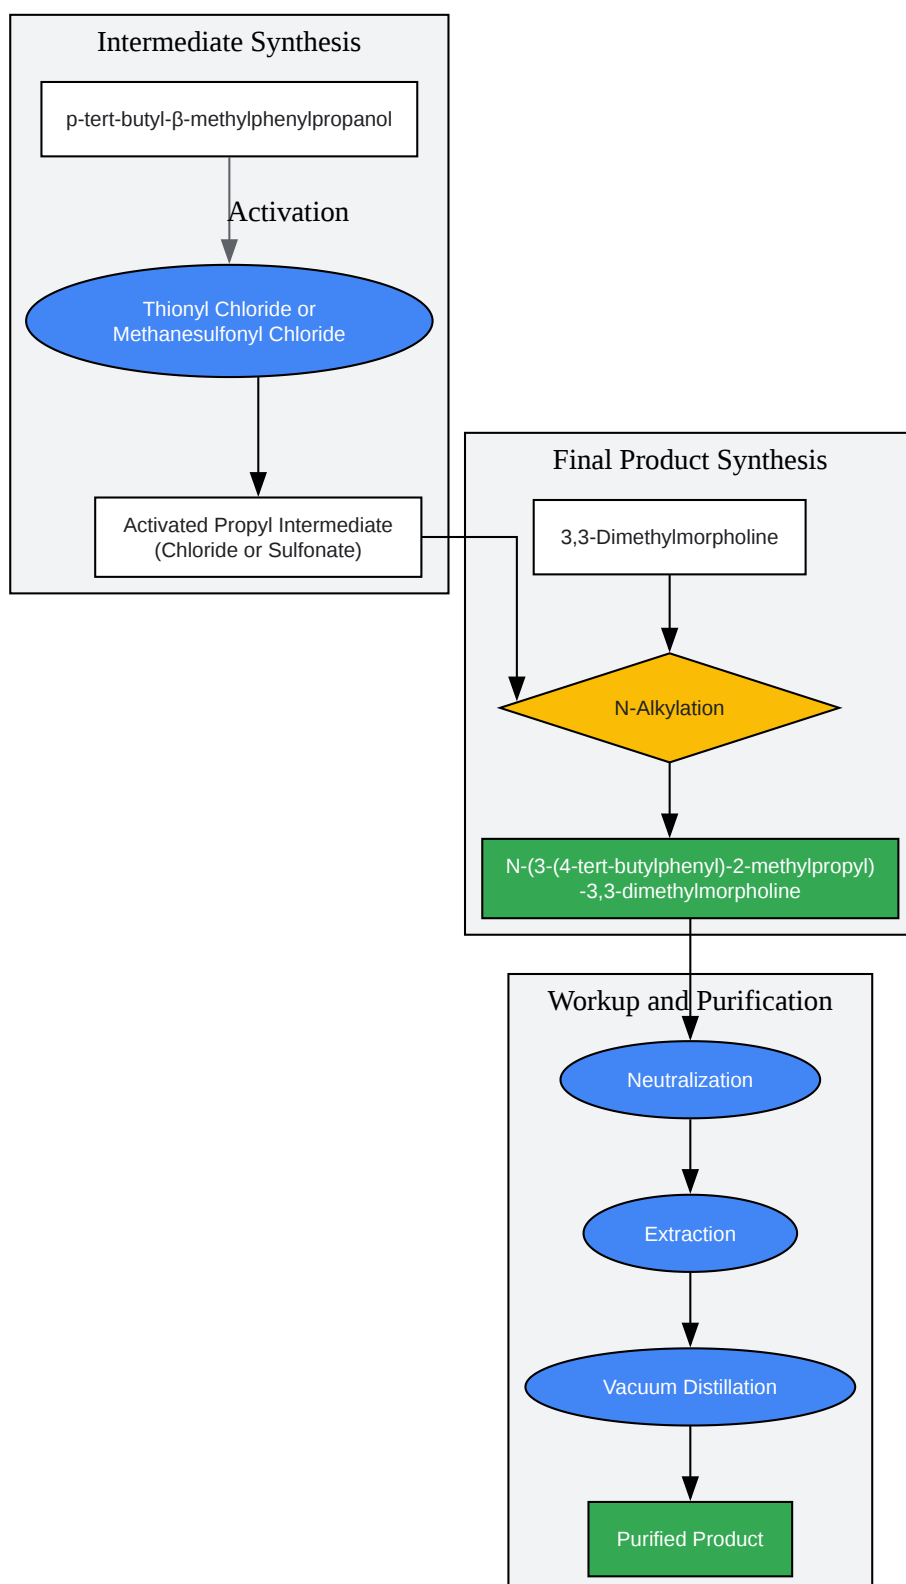 Intermediate Synthesis
p-tert-butyl-β-methylphenylpropanol
Activation
Thionyl Chloride or
Methanesulfonyl Chloride
Activated Propyl Intermediate
(Chloride or Sulfonate)
Final Product Synthesis
3,3-Dimethylmorpholine
N-Alkylation
N-(3-(4-tert-butylphenyl)-2-methylpropyl)
-3,3-dimethylmorpholine
Workup and Purification
Neutralization
Extraction
Vacuum Distillation
Purified Product